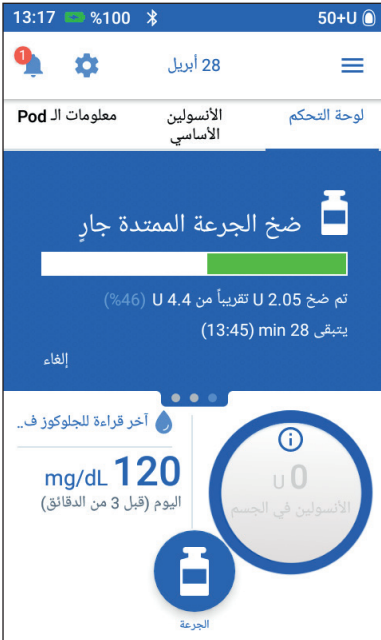 13:17 %100 50+U
1
28 أبريل
لوحة التحكم
الأنسولين الأساسي
معلومات الـ Pod
ضخ الجرعة الممتدة جارٍ
تم ضخ 2.05 U تقريباً من 4.4 U (46%)
يتبقى 28 min (13:45)
إلغاء
آخر قراءة للجلوكوز ف..
120 mg/dL
اليوم (قبل 3 من الدقائق)
0 U
الأنسولين في الجسم
الجرعة